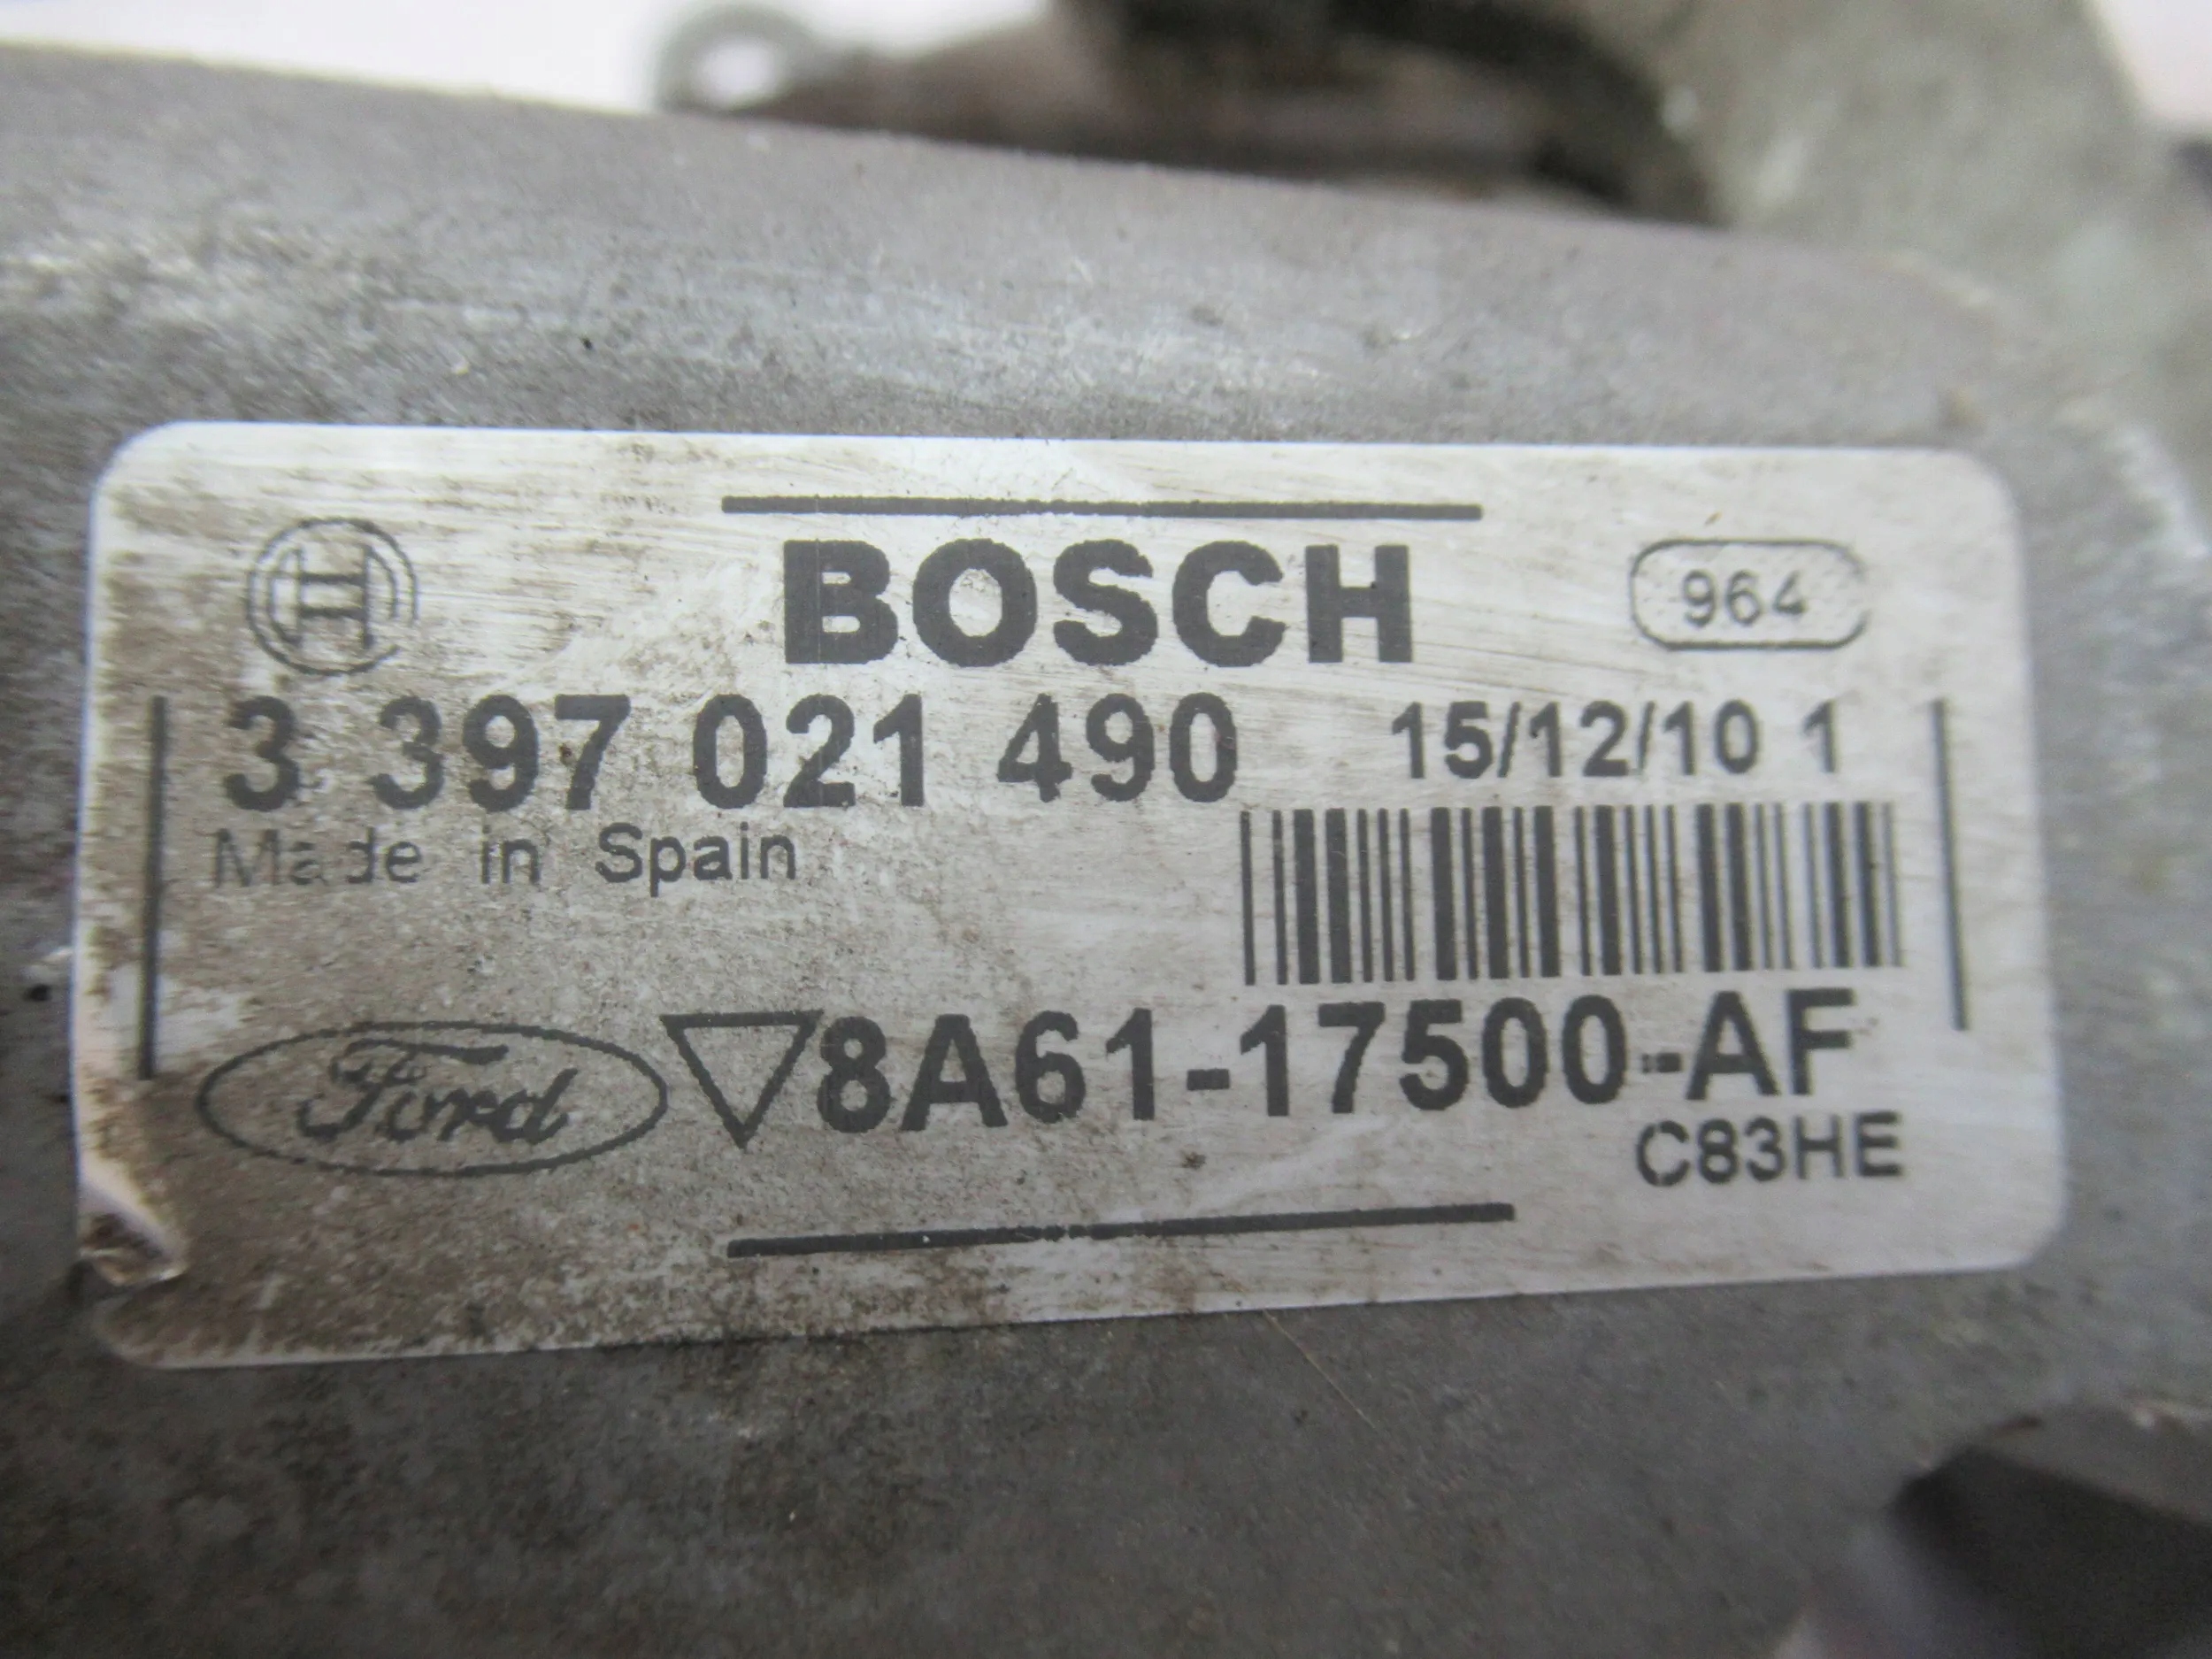 BOSCH
964
3 397 021 490 15/12/10 1
Made in Spain
Ford 8A61-17500-AF
C83HE